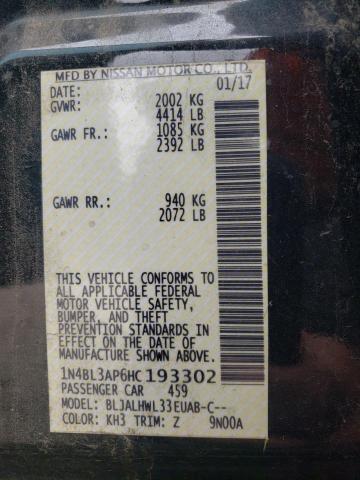 MFD BY NISSAN MOTOR CO., LTD.
DATE: 01/17
GVWR: 2002 KG
4414 LB
GAWR FR.: 1085 KG
2392 LB
GAWR RR.: 940 KG
2072 LB
THIS VEHICLE CONFORMS TO
ALL APPLICABLE FEDERAL
MOTOR VEHICLE SAFETY,
BUMPER, AND THEFT
PREVENTION STANDARDS IN
EFFECT ON THE DATE OF
MANUFACTURE SHOWN ABOVE.
1N4BL3AP6HC193302
PASSENGER CAR 459
MODEL: BLJALHWL33EUAB-C--
COLOR: KH3 TRIM: Z 9N00A